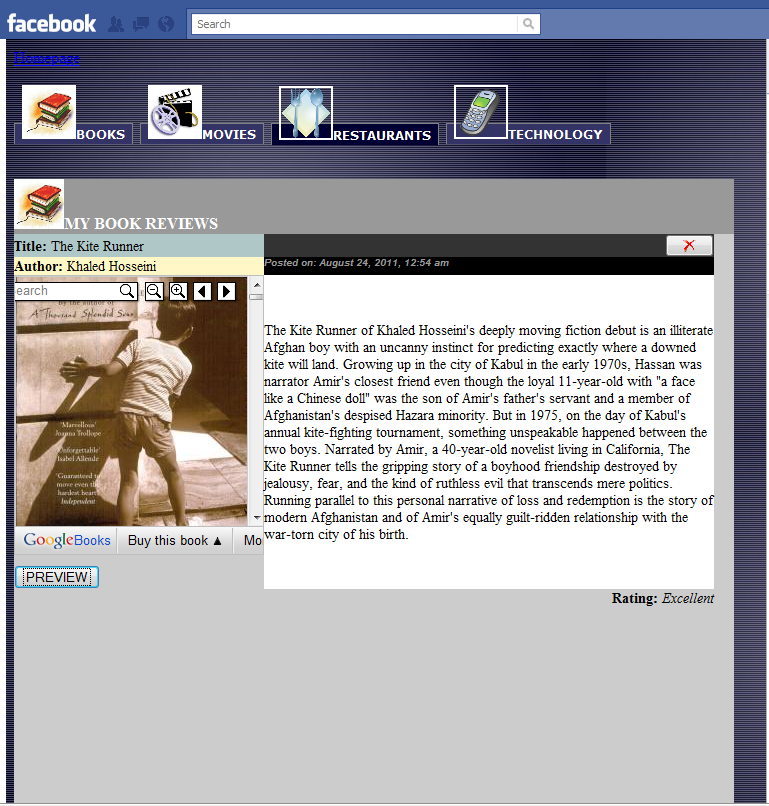 facebook
Search
Homepage
BOOKS
MOVIES
RESTAURANTS
TECHNOLOGY
MY BOOK REVIEWS
Title: The Kite Runner
Author: Khaled Hosseini
Posted on: August 24, 2011, 12:54 am
earch
by the author of
A Thousand Splendid Suns
'Marvellous'
Joanna Trollope
'Unforgettable'
Isabel Allende
'Guaranteed to
move even the
hardest heart'
Independent
The Kite Runner of Khaled Hosseini's deeply moving fiction debut is an illiterate
Afghan boy with an uncanny instinct for predicting exactly where a downed
kite will land. Growing up in the city of Kabul in the early 1970s, Hassan was
narrator Amir's closest friend even though the loyal 11-year-old with "a face
like a Chinese doll" was the son of Amir's father's servant and a member of
Afghanistan's despised Hazara minority. But in 1975, on the day of Kabul's
annual kite-fighting tournament, something unspeakable happened between the
two boys. Narrated by Amir, a 40-year-old novelist living in California, The
Kite Runner tells the gripping story of a boyhood friendship destroyed by
jealousy, fear, and the kind of ruthless evil that transcends mere politics.
Running parallel to this personal narrative of loss and redemption is the story of
modern Afghanistan and of Amir's equally guilt-ridden relationship with the
war-torn city of his birth.
GoogleBooks
Buy this book ▲
Mo
PREVIEW
Rating: Excellent